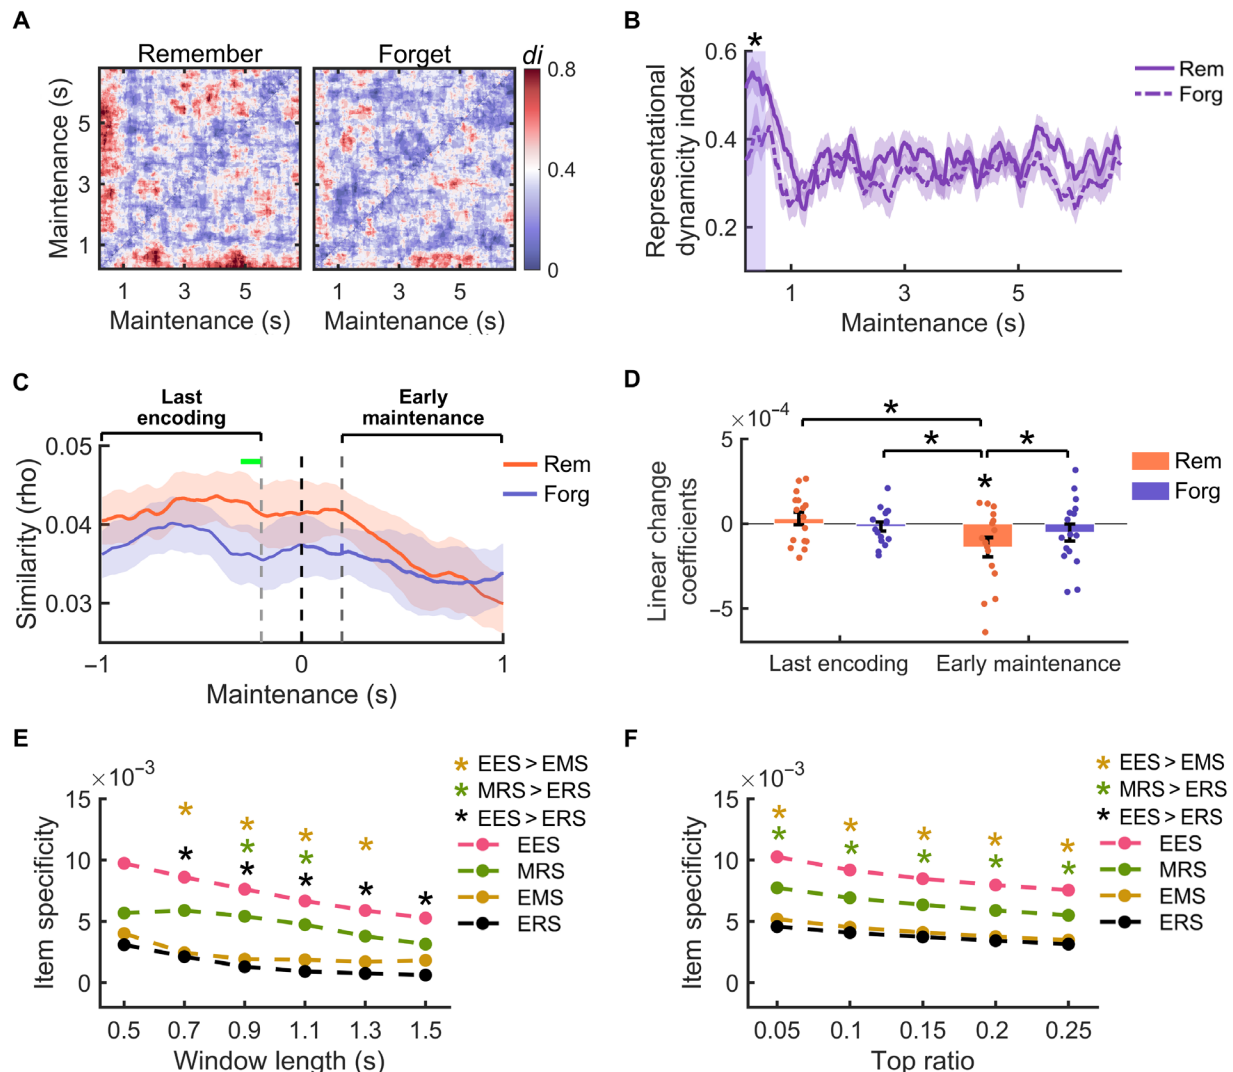 A
Remember
Forget
di
0.8
0.4
0
Maintenance (s)
5
3
1
1 3 5
1 3 5
Maintenance (s)
Maintenance (s)
B
*
0.6
0.4
0.2
Representational
dynamicity index
1 3 5
Maintenance (s)
Rem
Forg
C
Last
encoding
Early
maintenance
0.05
0.04
0.03
Similarity (rho)
−1 0 1
Maintenance (s)
Rem
Forg
D
×10⁻⁴
5
0
−5
Linear change
coefficients
* * * *
Last encoding
Early maintenance
Rem
Forg
E
×10⁻³
15
10
5
0
Item specificity
0.5 0.7 0.9 1.1 1.3 1.5
Window length (s)
* EES > EMS
* MRS > ERS
* EES > ERS
EES
MRS
EMS
ERS
F
×10⁻³
15
10
5
0
Item specificity
0.05 0.1 0.15 0.2 0.25
Top ratio
* EES > EMS
* MRS > ERS
* EES > ERS
EES
MRS
EMS
ERS